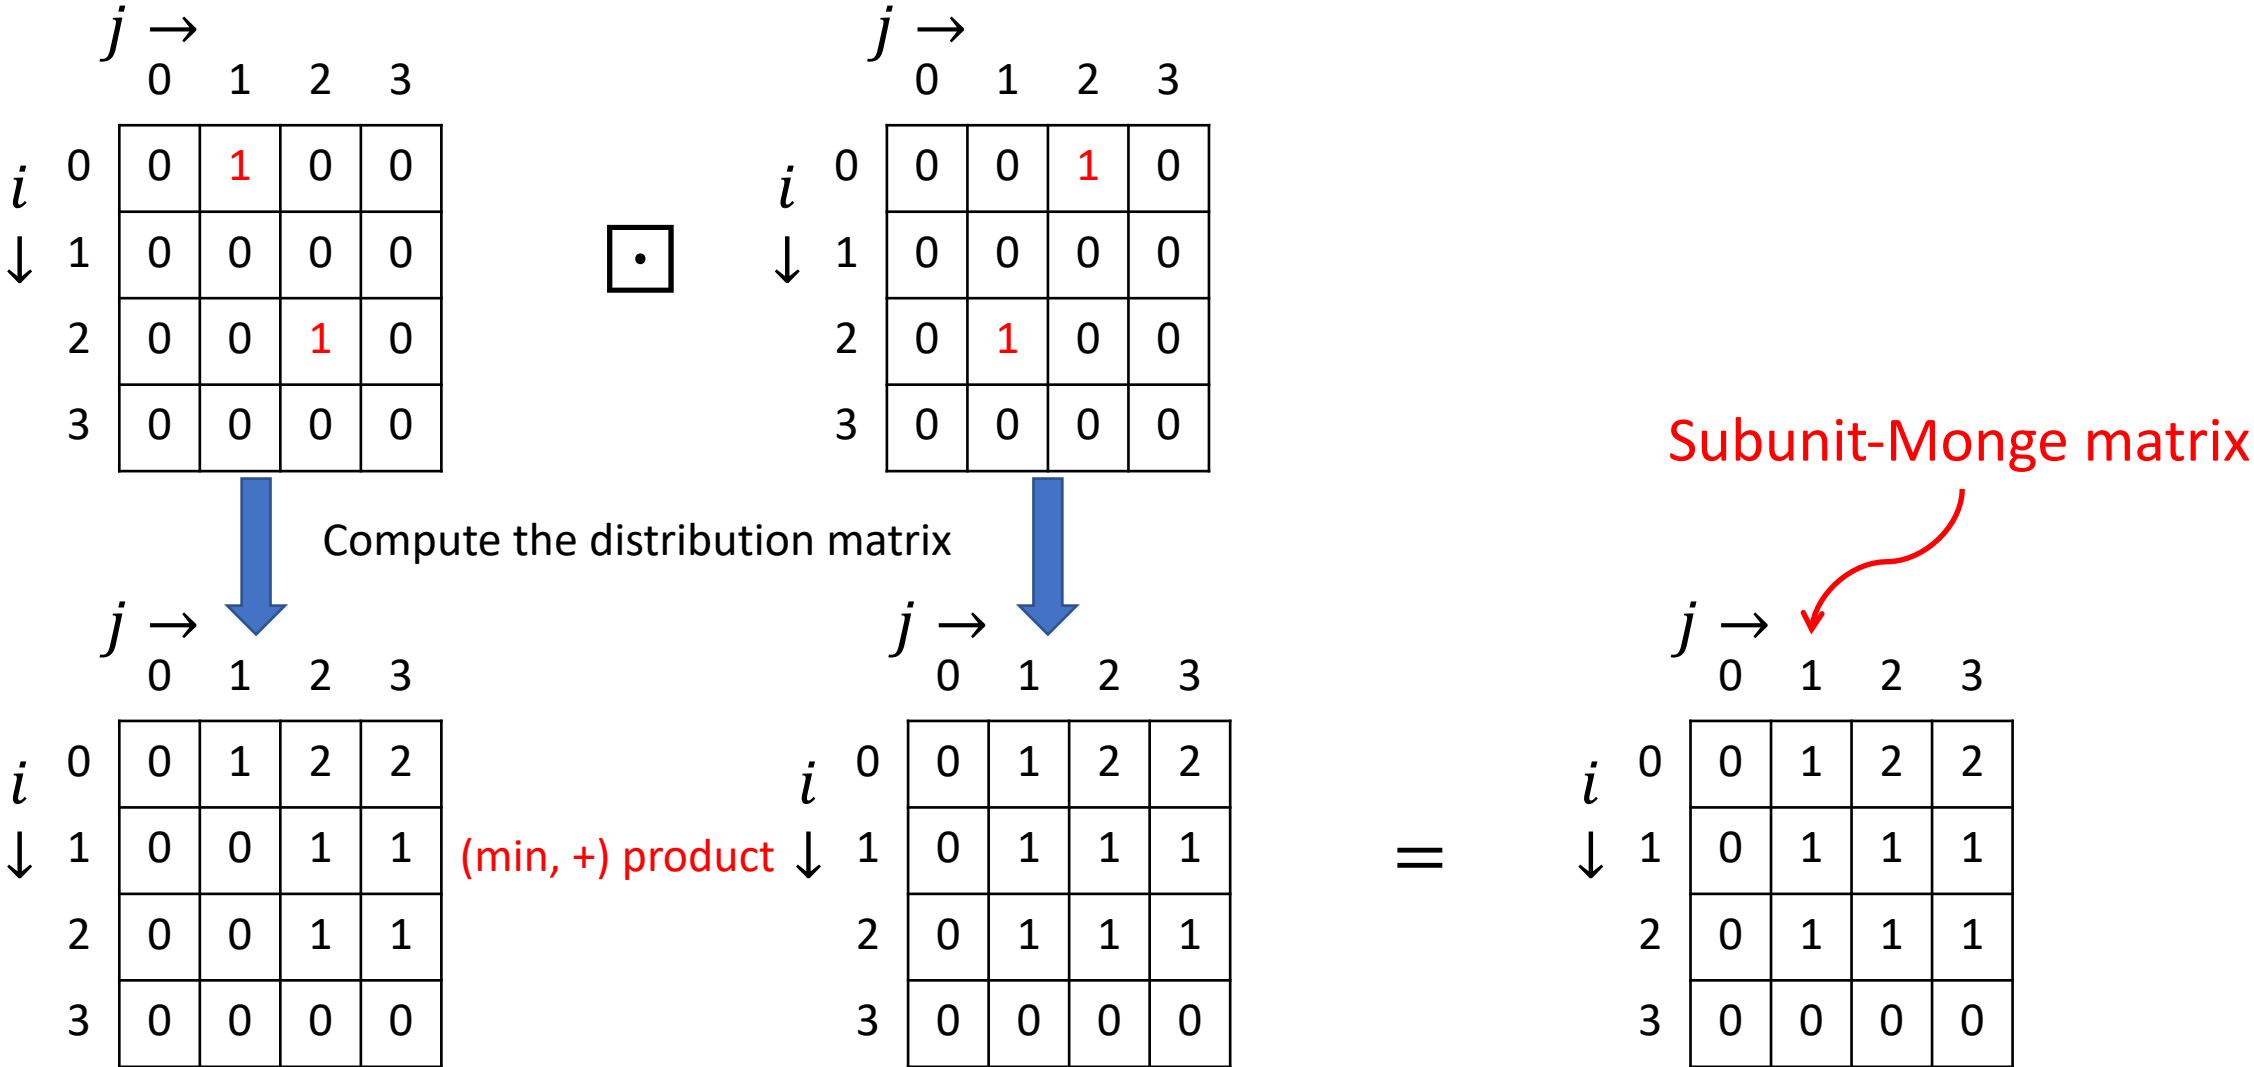 j → j →
0 1 2 3 0 1 2 3
0 0 1 0 0 0 0 0 1 0
i i
↓ 1 0 0 0 0 ⊡ ↓ 1 0 0 0 0
2 0 0 1 0 2 0 1 0 0
3 0 0 0 0 3 0 0 0 0
Subunit-Monge matrix
Compute the distribution matrix
j → j → j →
0 1 2 3 0 1 2 3 0 1 2 3
0 0 1 2 2 0 0 1 2 2 0 0 1 2 2
i i i
↓ 1 0 0 1 1 (min, +) product ↓ 1 0 1 1 1 = ↓ 1 0 1 1 1
2 0 0 1 1 2 0 1 1 1 2 0 1 1 1
3 0 0 0 0 3 0 0 0 0 3 0 0 0 0